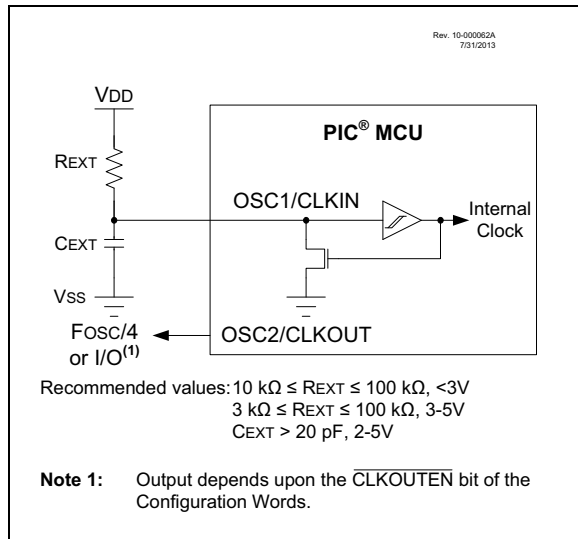 Rev. 10-000062A
7/31/2013
VDD
PIC® MCU
REXT
OSC1/CLKIN
Internal
Clock
CEXT
VSS
FOSC/4
or I/O(1)
OSC2/CLKOUT
Recommended values: 10 kΩ ≤ REXT ≤ 100 kΩ, <3V
3 kΩ ≤ REXT ≤ 100 kΩ, 3-5V
CEXT > 20 pF, 2-5V
Note 1: Output depends upon the CLKOUTEN bit of the
Configuration Words.